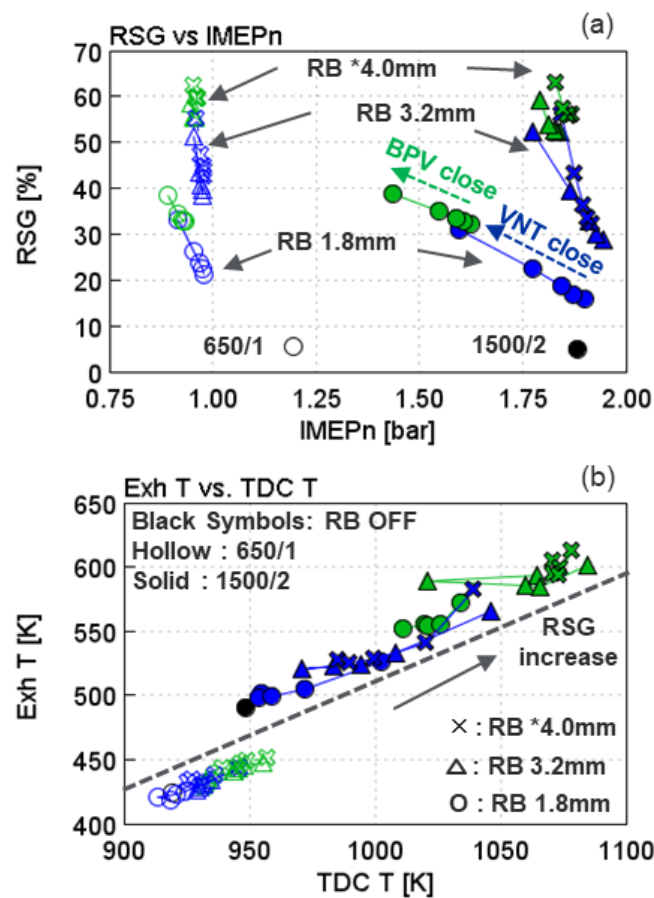 (a)
RSG vs IMEPn
70
60
50
40
30
20
10
0
RSG [%]
RB *4.0mm
RB 3.2mm
BPV close
VNT close
RB 1.8mm
650/1
1500/2
0.75
1.00
1.25
1.50
1.75
2.00
IMEPn [bar]
(b)
Exh T vs. TDC T
650
600
550
500
450
400
Exh T [K]
Black Symbols: RB OFF
Hollow : 650/1
Solid : 1500/2
RSG
increase
× : RB *4.0mm
△ : RB 3.2mm
O : RB 1.8mm
900
950
1000
1050
1100
TDC T [K]